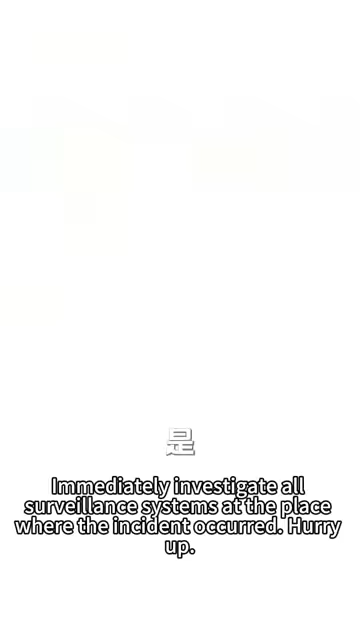 是
Immediately investigate all
surveillance systems at the place
where the incident occurred. Hurry
up.